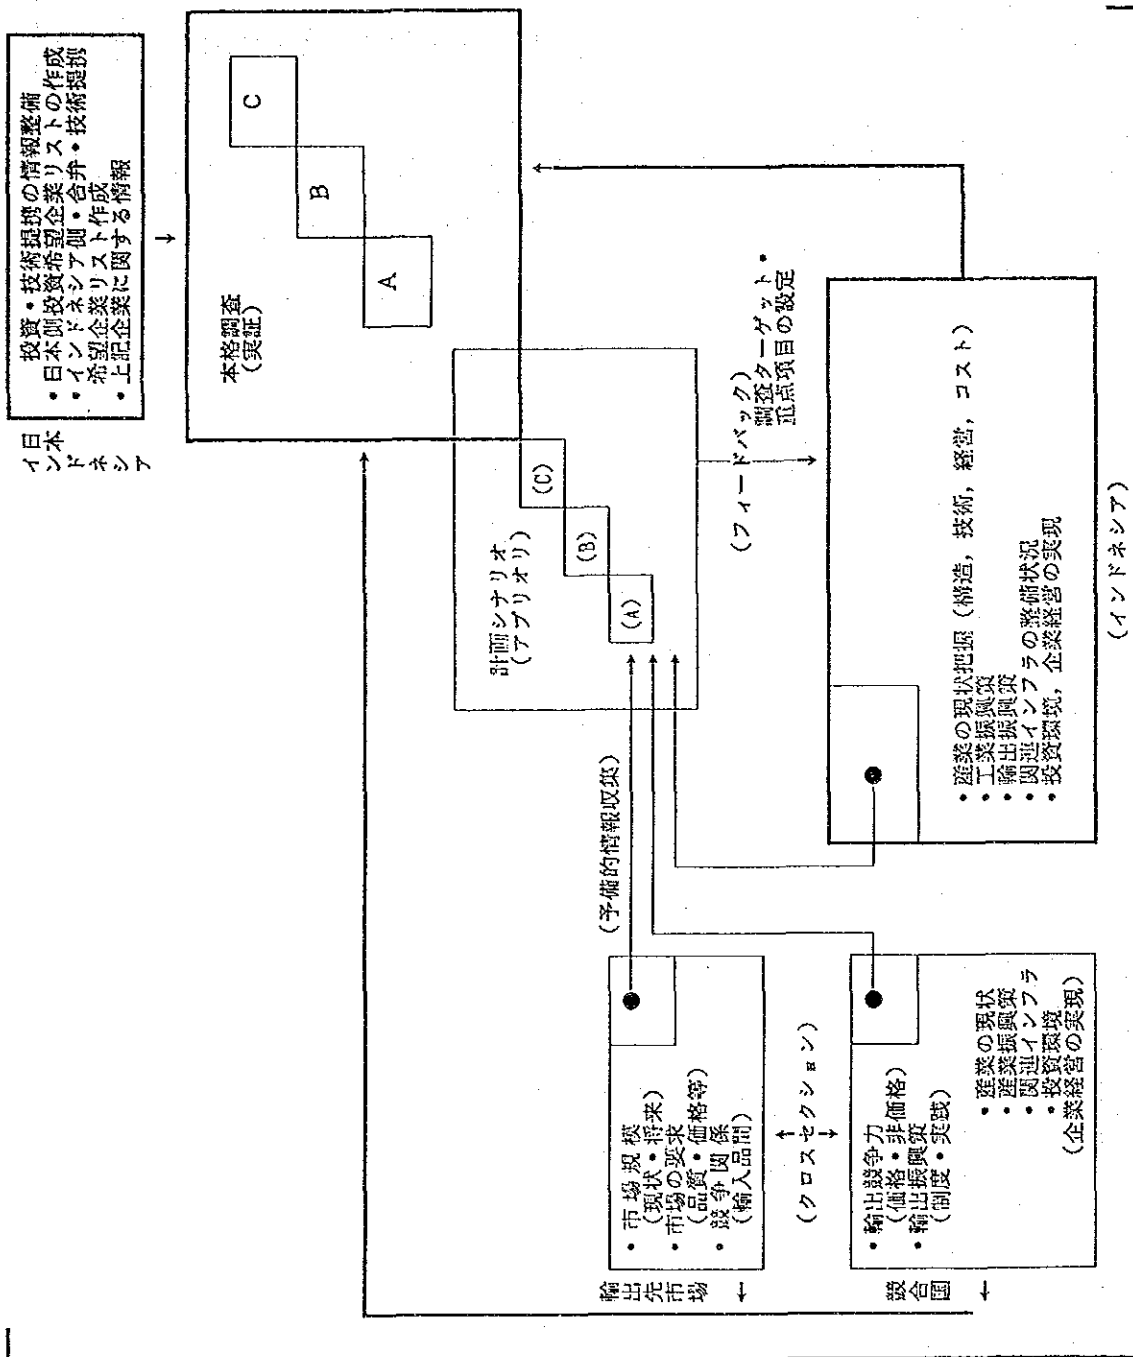 投資・技術提携の情報整備
・日本側投資希望企業リストの作成
・インドネシア側・合弁・技術提携
希望企業リスト作成
・上記企業に関する情報
日本
インドネシア
本格調査
(実証)
A
B
C
計画シナリオ
(アプリオリ)
(A)
(B)
(C)
(フィードバック)
調査ターゲット・
重点項目の設定
(予備的情報収集)
・市場規模
(現状・将来)
・市場の要求
(品質・価格等)
・競争関係
(輸入品間)
輸出先市場
(クロスセクション)
・輸出競争力
(価格・非価格)
・輸出振興策
(制度・実践)
・産業の現状
・産業振興策
・関連インフラ
・投資環境
(企業経営の実現)
競合国
・産業の現状把握(構造,技術,経営,コスト)
・工業振興策
・輸出振興策
・関連インフラの整備状況
・投資環境,企業経営の実現
(インドネシア)